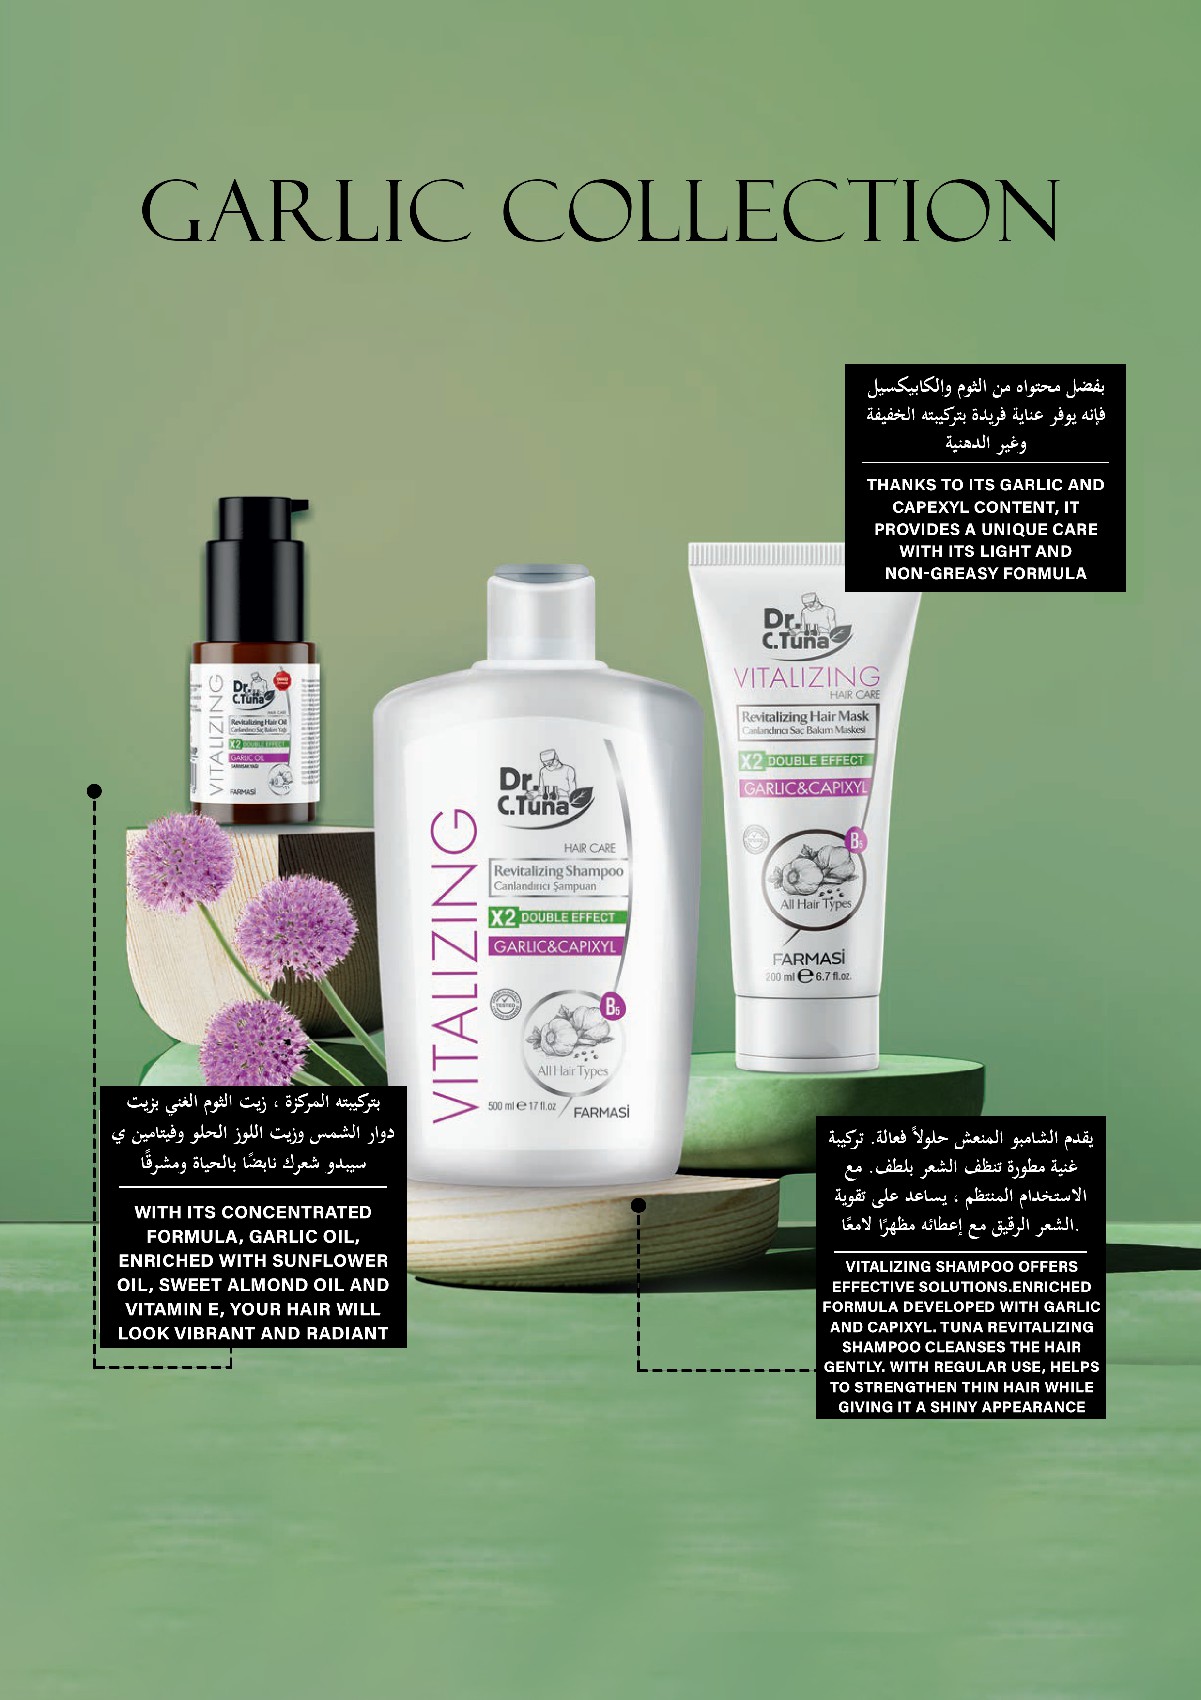 GARLIC COLLECTION
بفضل محتواه من الثوم والكابيكسيل
فإنه يوفر عناية فريدة بتركيبته الخفيفة
وغير الدهنية
THANKS TO ITS GARLIC AND
CAPEXYL CONTENT, IT
PROVIDES A UNIQUE CARE
WITH ITS LIGHT AND
NON-GREASY FORMULA
VITALIZING
Dr.
C.Tuna
HAIR CARE
Revitalizing Hair Oil
Canlandırıcı Saç Bakım Yağı
X2 DOUBLE EFFECT
GARLIC OIL
SARIMSAK YAĞI
FARMASİ
VITALIZING
Dr.
C.Tuna
HAIR CARE
Revitalizing Shampoo
Canlandırıcı Şampuan
X2 DOUBLE EFFECT
GARLIC&CAPIXYL
TESTED
B5
All Hair Types
500 ml e 17 fl.oz
FARMASİ
Dr.
C.Tuna
VITALIZING
HAIR CARE
Revitalizing Hair Mask
Canlandırıcı Saç Bakım Maskesi
X2 DOUBLE EFFECT
GARLIC&CAPIXYL
B5
All Hair Types
FARMASİ
200 ml e 6.7 fl.oz.
بتركيبته المركزة ، زيت الثوم الغني بزيت
دوار الشمس وزيت اللوز الحلو وفيتامين ي
سيبدو شعرك نابضًا بالحياة ومشرقًا
WITH ITS CONCENTRATED
FORMULA, GARLIC OIL,
ENRICHED WITH SUNFLOWER
OIL, SWEET ALMOND OIL AND
VITAMIN E, YOUR HAIR WILL
LOOK VIBRANT AND RADIANT
يقدم الشامبو المنعش حلولاً فعالة. تركيبة
غنية مطورة تنظف الشعر بلطف. مع
الاستخدام المنتظم ، يساعد على تقوية
.الشعر الرقيق مع إعطائه مظهرًا لامعًا
VITALIZING SHAMPOO OFFERS
EFFECTIVE SOLUTIONS.ENRICHED
FORMULA DEVELOPED WITH GARLIC
AND CAPIXYL. TUNA REVITALIZING
SHAMPOO CLEANSES THE HAIR
GENTLY. WITH REGULAR USE, HELPS
TO STRENGTHEN THIN HAIR WHILE
GIVING IT A SHINY APPEARANCE